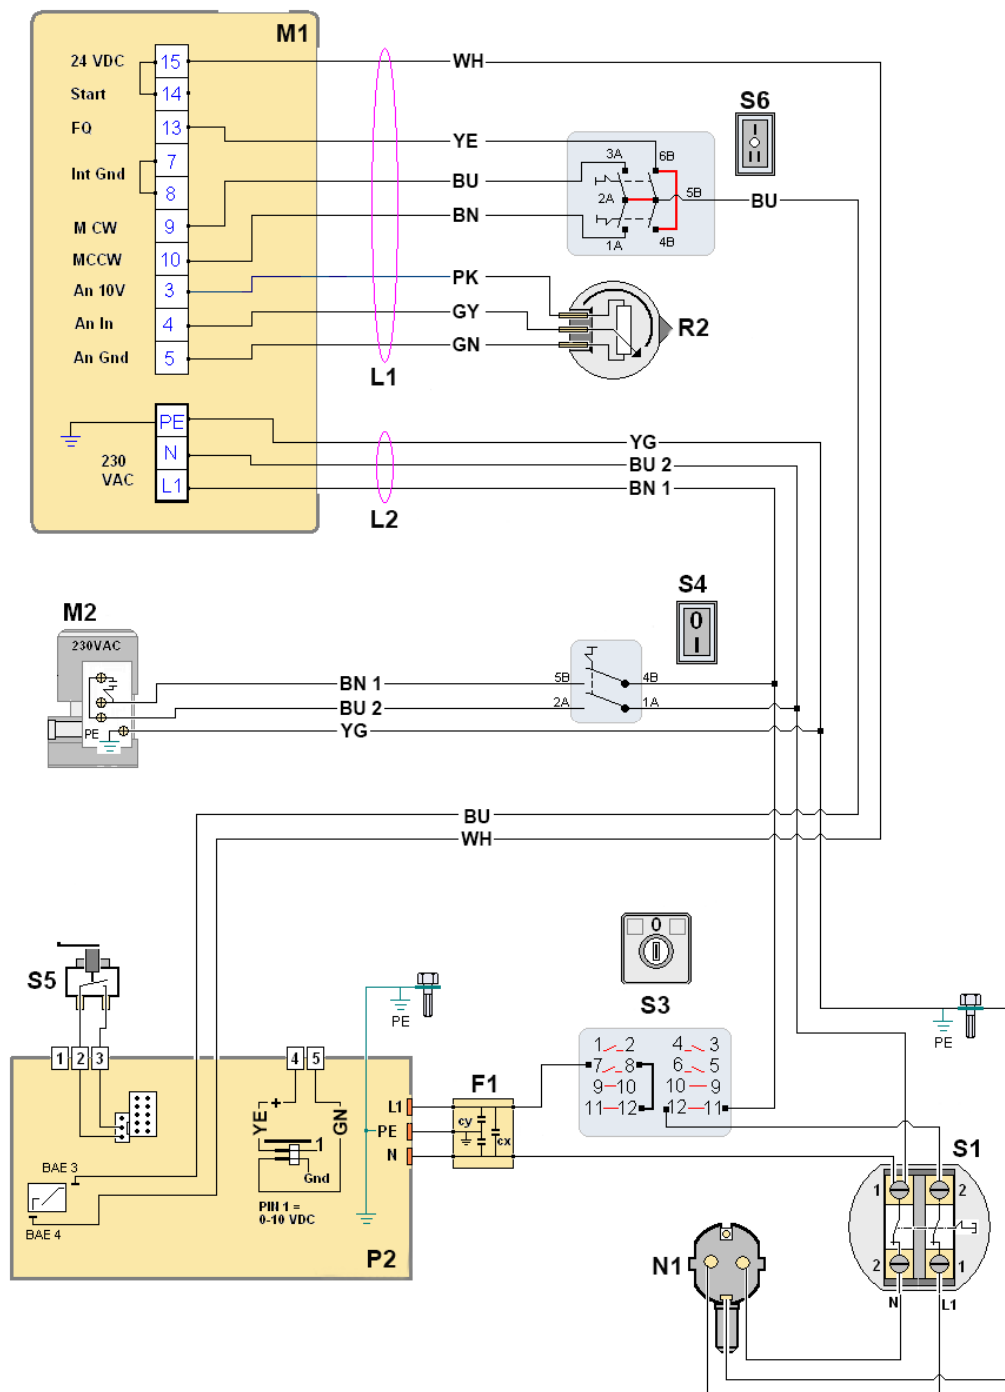 M1
24 VDC 15 WH
Start 14
FQ 13 YE
Int Gnd 7
8
M CW 9 BU
MCCW 10 BN
An 10V 3 PK
An In 4 GY
An Gnd 5 GN
L1
S6
3A 6B
2A 5B BU
1A 4B
R2
PE YG
230 VAC N BU 2
L1 BN 1
L2
S4
0
I
M2
230VAC
PE
BN 1 5B 4B
BU 2 2A 1A
YG
BU
WH
S5
S3
0
PE
PE
1 2 3 4 5
1 2 4 3
7 8 6 5
9 10 10 9
11 12 12 11
F1
cy
cx
L1
PE
N
YE + GN
1
Gnd
PIN 1 =
0-10 VDC
BAE 3
BAE 4
P2
S1
1 2
2 1
N L1
N1